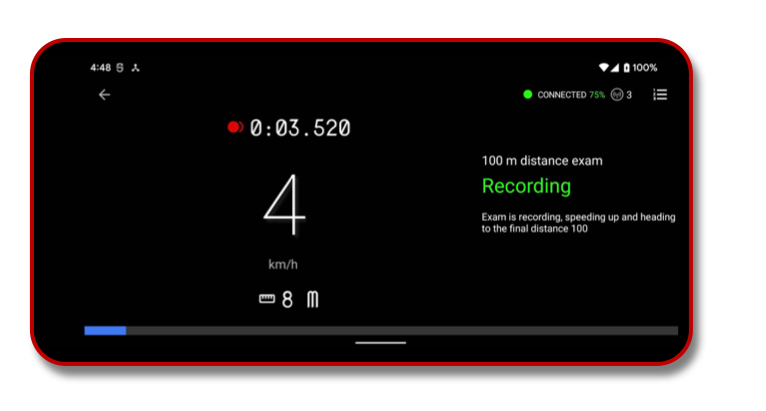 4:48
100%
CONNECTED 75% 3
0:03.520
4
km/h
8 M
100 m distance exam
Recording
Exam is recording, speeding up and heading
to the final distance 100